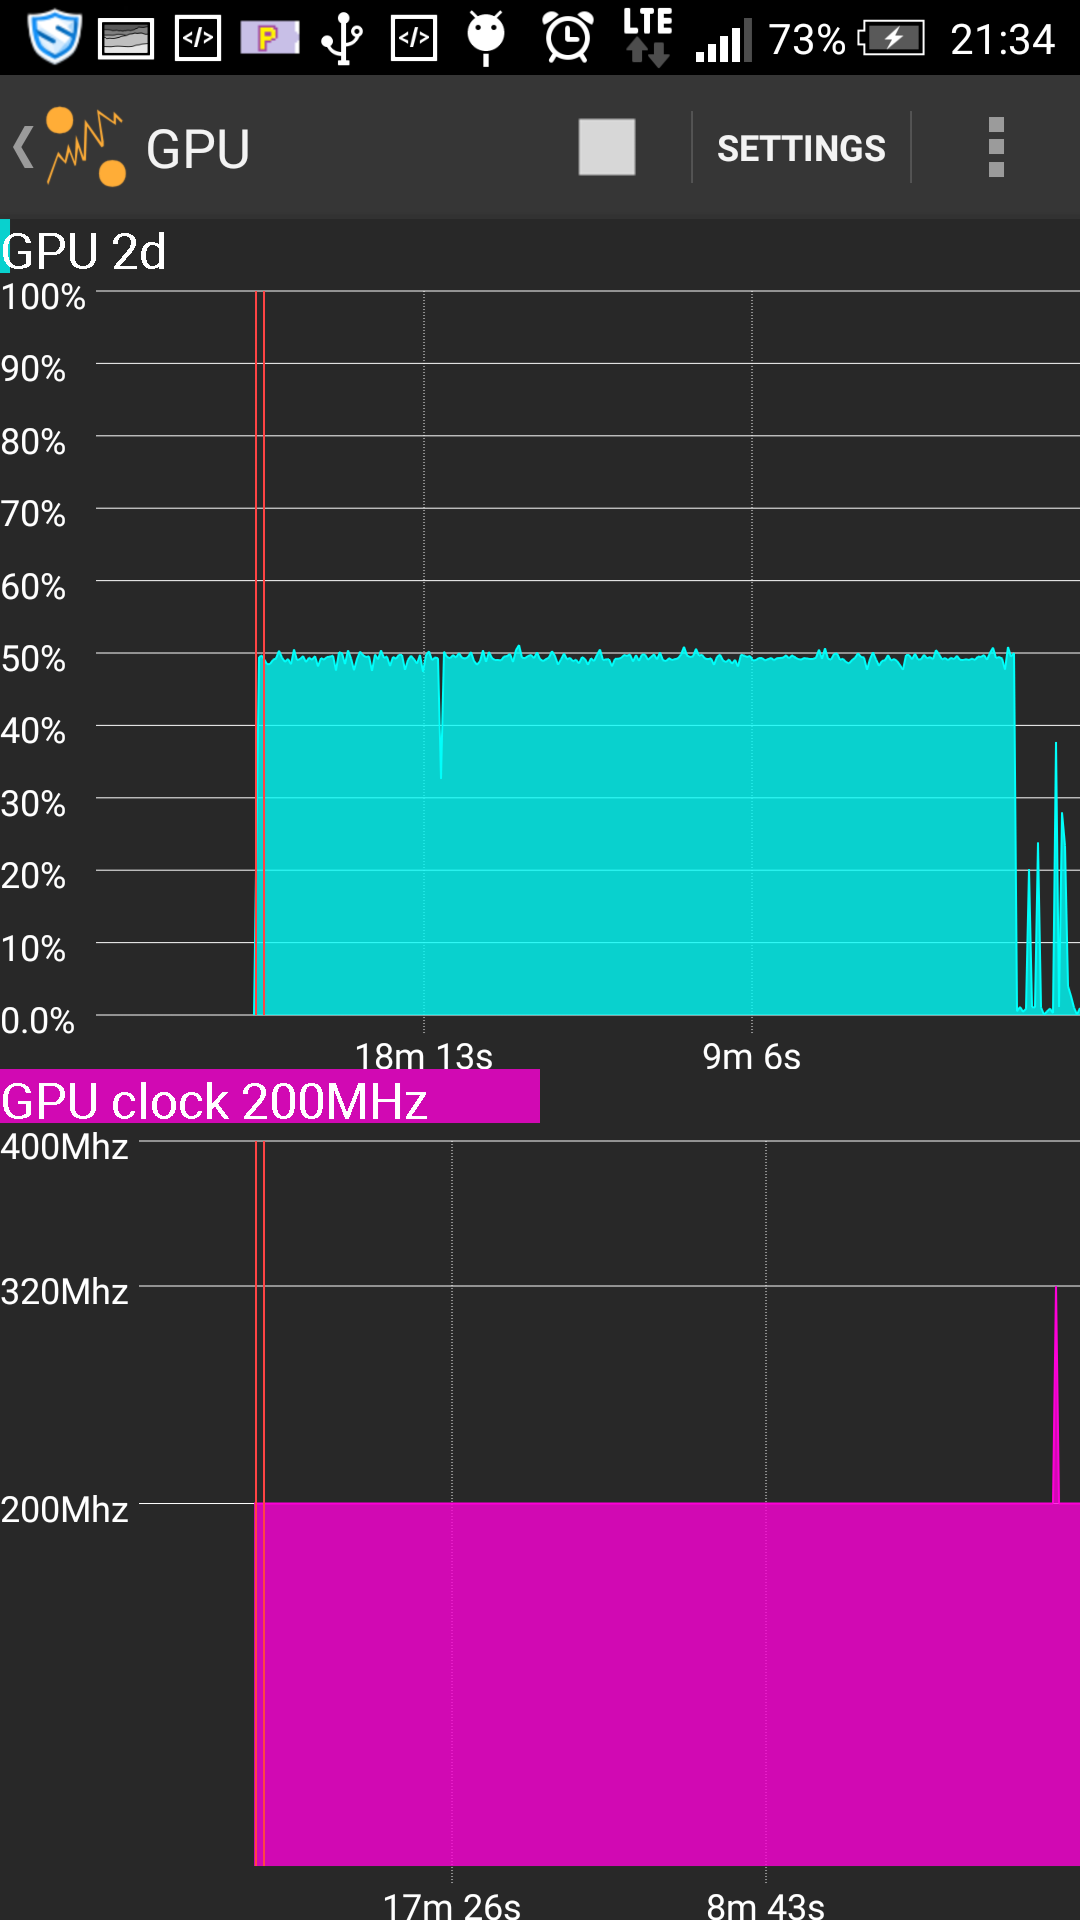 </> P </> LTE 73% 21:34
GPU SETTINGS
GPU 2d
100%
90%
80%
70%
60%
50%
40%
30%
20%
10%
0.0%
18m 13s 9m 6s
GPU clock 200MHz
400Mhz
320Mhz
200Mhz
17m 26s 8m 43s